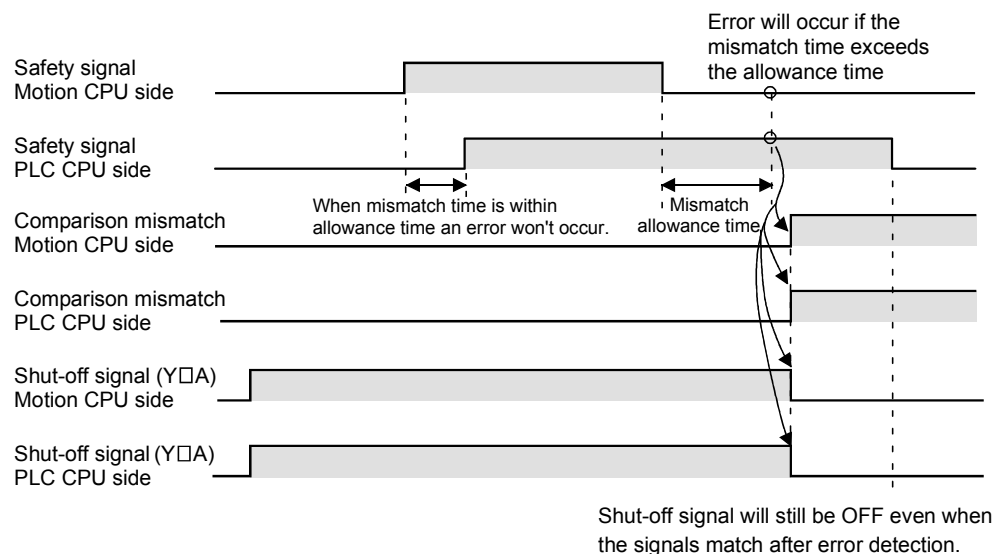 Error will occur if the
mismatch time exceeds
the allowance time
Safety signal
Motion CPU side
Safety signal
PLC CPU side
When mismatch time is within
allowance time an error won't occur.
Mismatch
allowance time
Comparison mismatch
Motion CPU side
Comparison mismatch
PLC CPU side
Shut-off signal (Y□A)
Motion CPU side
Shut-off signal (Y□A)
PLC CPU side
Shut-off signal will still be OFF even when
the signals match after error detection.